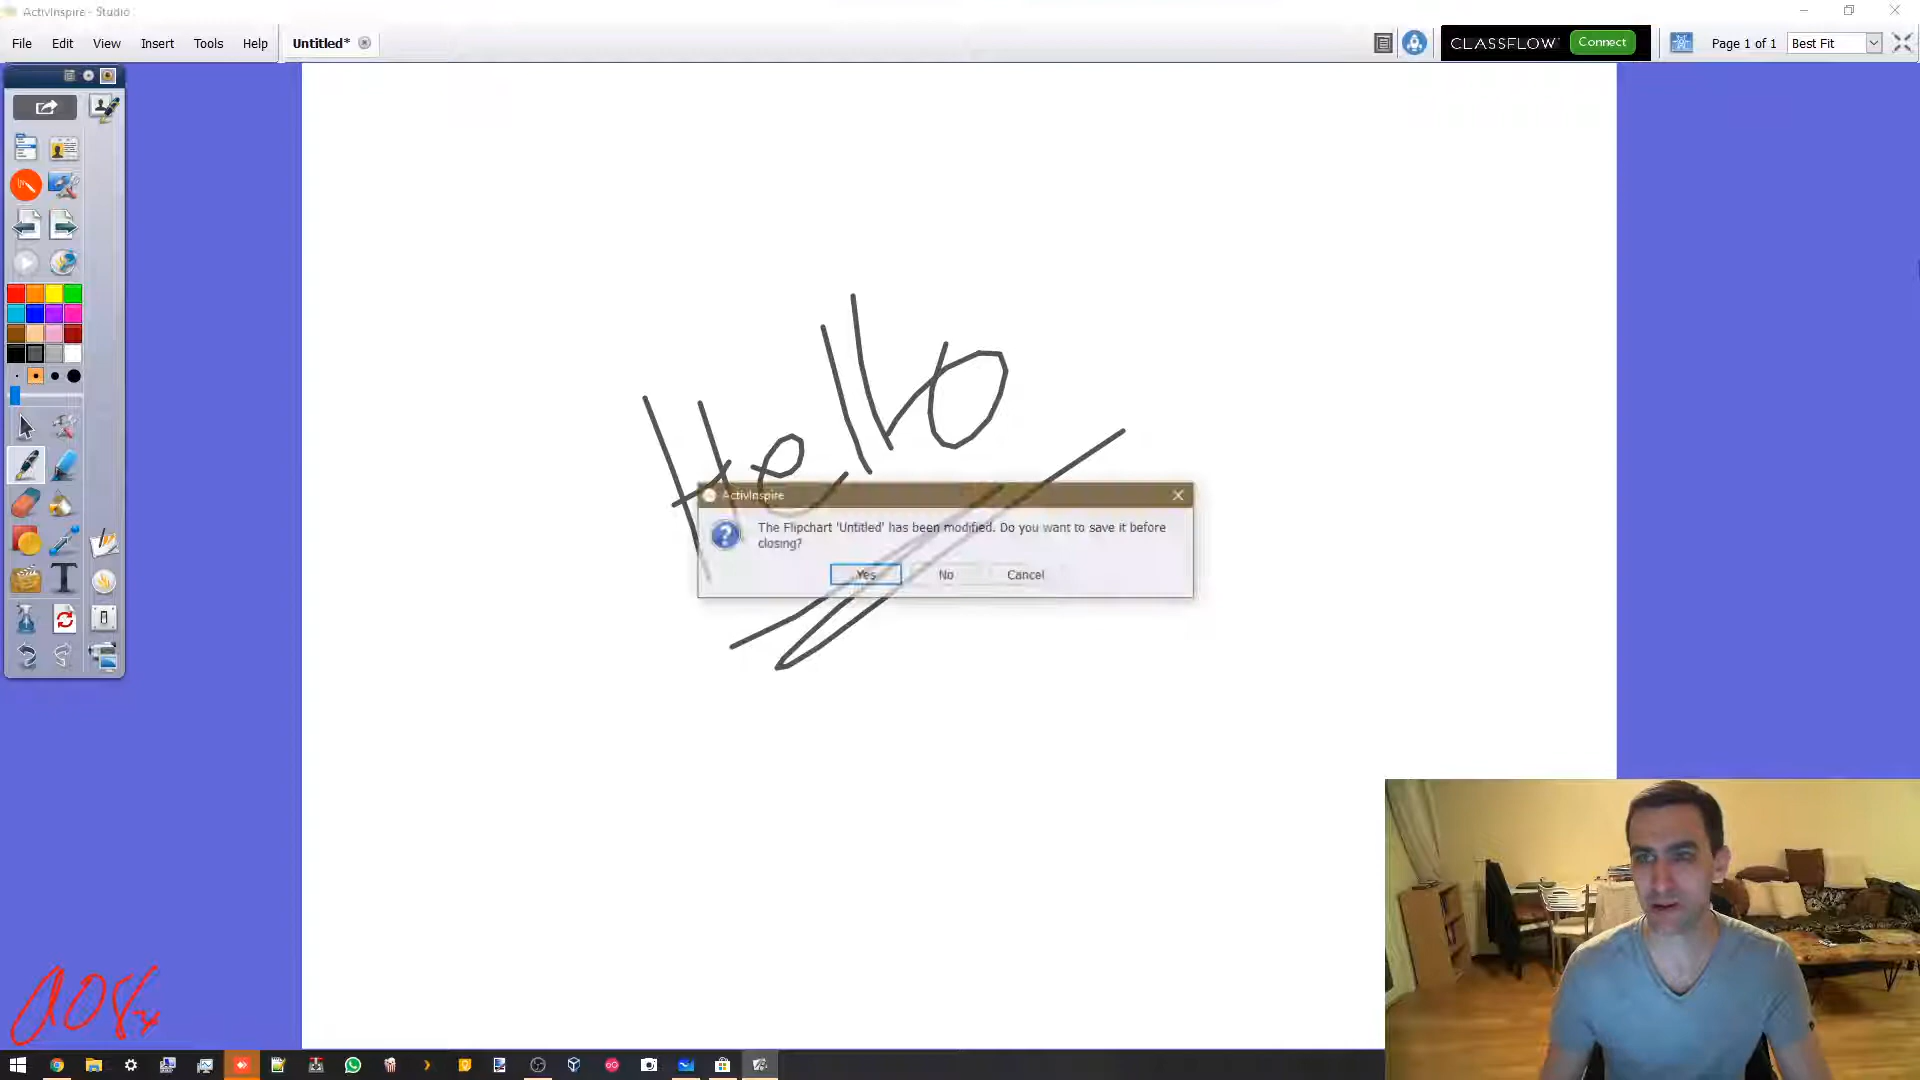 ActivInspire - Studio
File Edit View Insert Tools Help Untitled* CLASSFLOW Connect Page 1 of 1 Best Fit
Hello
ActivInspire
The Flipchart 'Untitled' has been modified. Do you want to save it before
closing?
Yes No Cancel
T